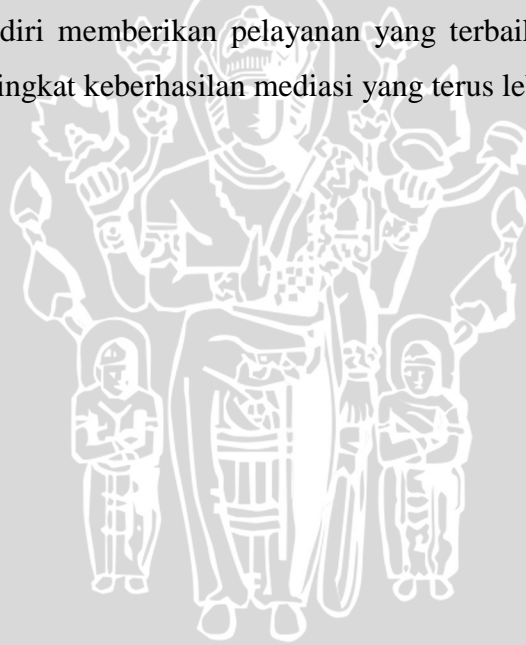 diri memberikan pelayanan yang terbaik
ingkat keberhasilan mediasi yang terus le